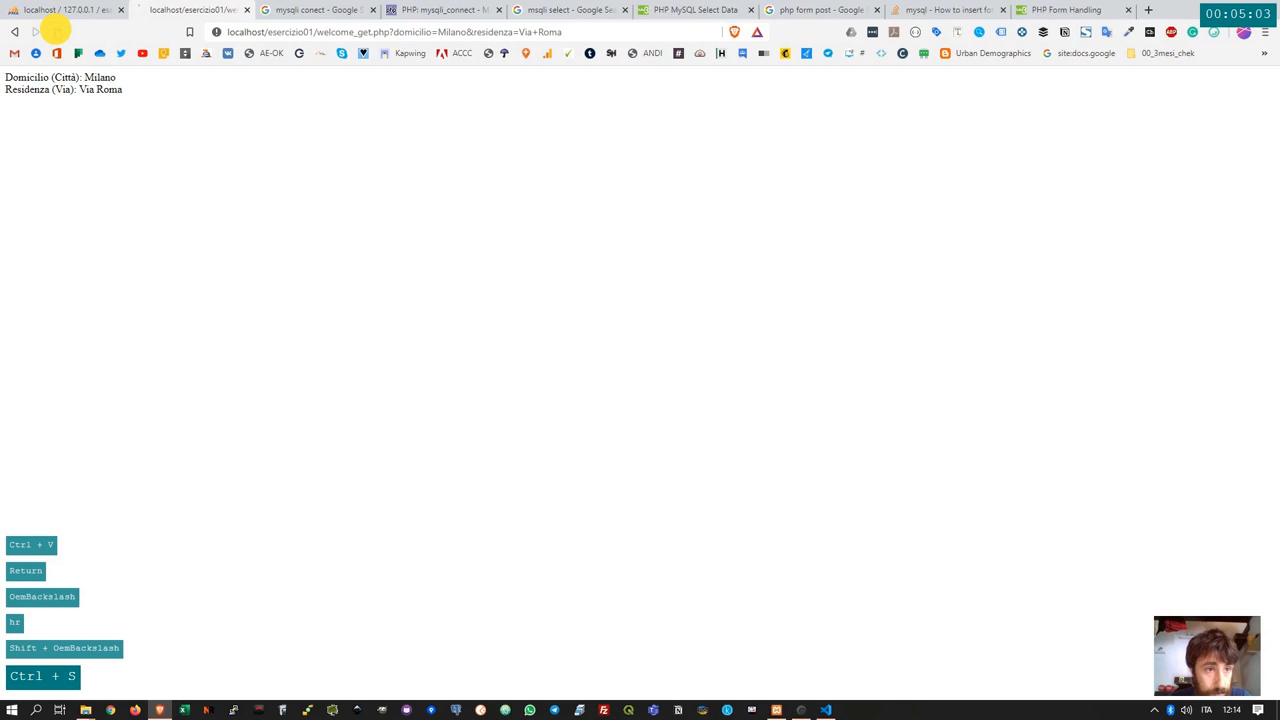 localhost / 127.0.0.1 / es
localhost/esercizio01/we
mysqli conect - Google S
PHP: mysqli_connect - M
msqli select - Google Se
PHP MySQL Select Data
php form post - Google
mysql - How to insert fo
PHP Form Handling
00:05:03
localhost/esercizio01/welcome_get.php?domicilio=Milano&residenza=Via+Roma
AE-OK
Kapwing
ACCC
ANDI
Urban Demographics
site:docs.google
00_3mesi_chek
Domicilio (Città): Milano
Residenza (Via): Via Roma
Ctrl + V
Return
OemBackslash
hr
Shift + OemBackslash
Ctrl + S
ITA
12:14